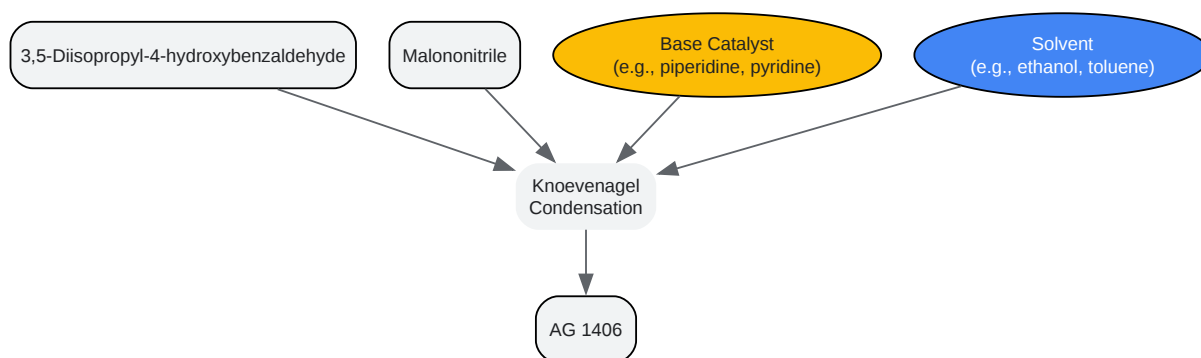 3,5-Diisopropyl-4-hydroxybenzaldehyde
Malononitrile
Base Catalyst
(e.g., piperidine, pyridine)
Solvent
(e.g., ethanol, toluene)
Knoevenagel
Condensation
AG 1406